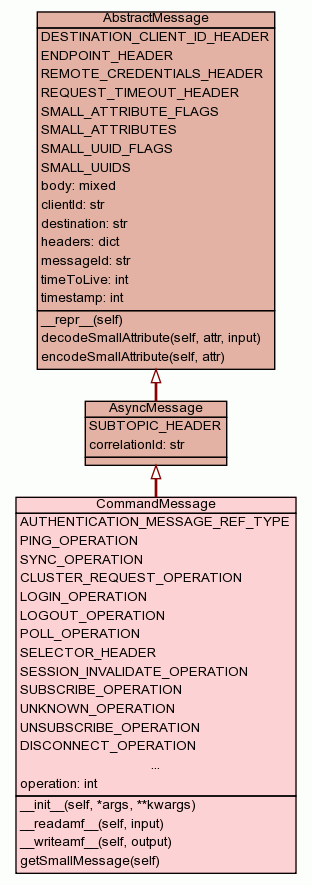 AbstractMessage
DESTINATION_CLIENT_ID_HEADER
ENDPOINT_HEADER
REMOTE_CREDENTIALS_HEADER
REQUEST_TIMEOUT_HEADER
SMALL_ATTRIBUTE_FLAGS
SMALL_ATTRIBUTES
SMALL_UUID_FLAGS
SMALL_UUIDS
body: mixed
clientId: str
destination: str
headers: dict
messageId: str
timeToLive: int
timestamp: int
__repr__(self)
decodeSmallAttribute(self, attr, input)
encodeSmallAttribute(self, attr)
AsyncMessage
SUBTOPIC_HEADER
correlationId: str
CommandMessage
AUTHENTICATION_MESSAGE_REF_TYPE
PING_OPERATION
SYNC_OPERATION
CLUSTER_REQUEST_OPERATION
LOGIN_OPERATION
LOGOUT_OPERATION
POLL_OPERATION
SELECTOR_HEADER
SESSION_INVALIDATE_OPERATION
SUBSCRIBE_OPERATION
UNKNOWN_OPERATION
UNSUBSCRIBE_OPERATION
DISCONNECT_OPERATION
...
operation: int
__init__(self, *args, **kwargs)
__readamf__(self, input)
__writeamf__(self, output)
getSmallMessage(self)